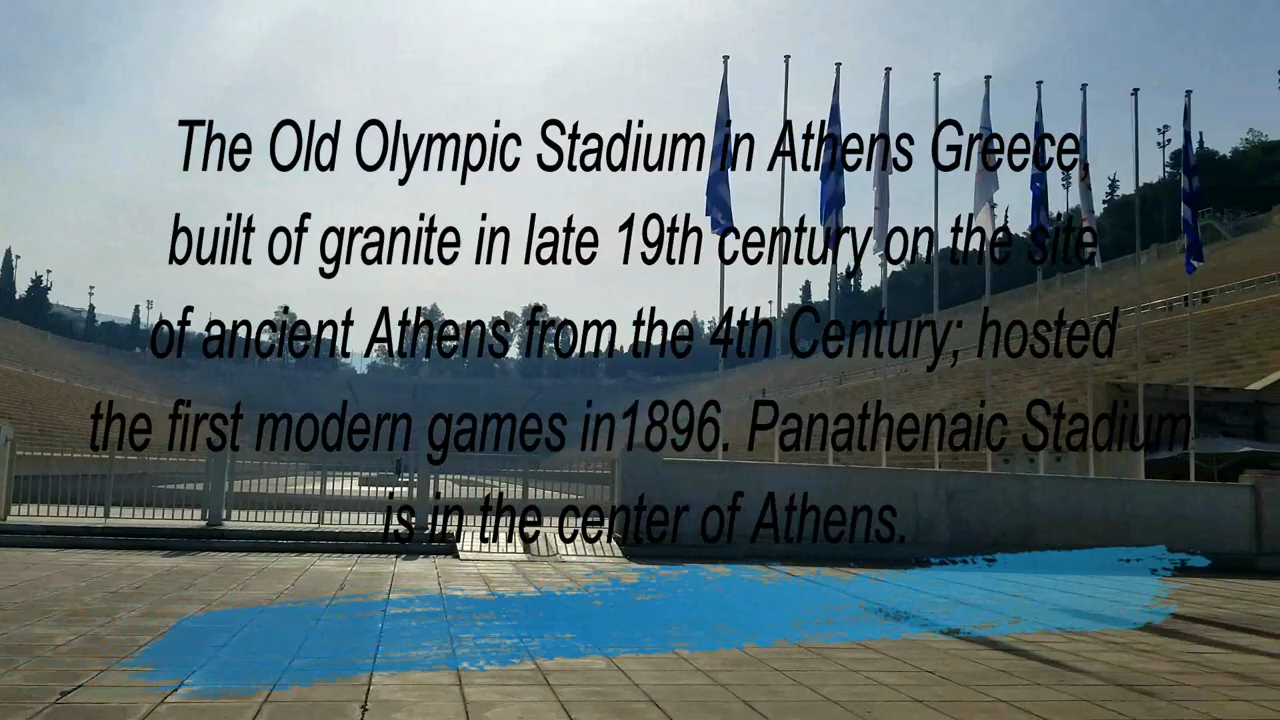 The Old Olympic Stadium in Athens Greece,
built of granite in late 19th century on the site
of ancient Athens from the 4th Century; hosted
the first modern games in1896. Panathenaic Stadium
is in the center of Athens.